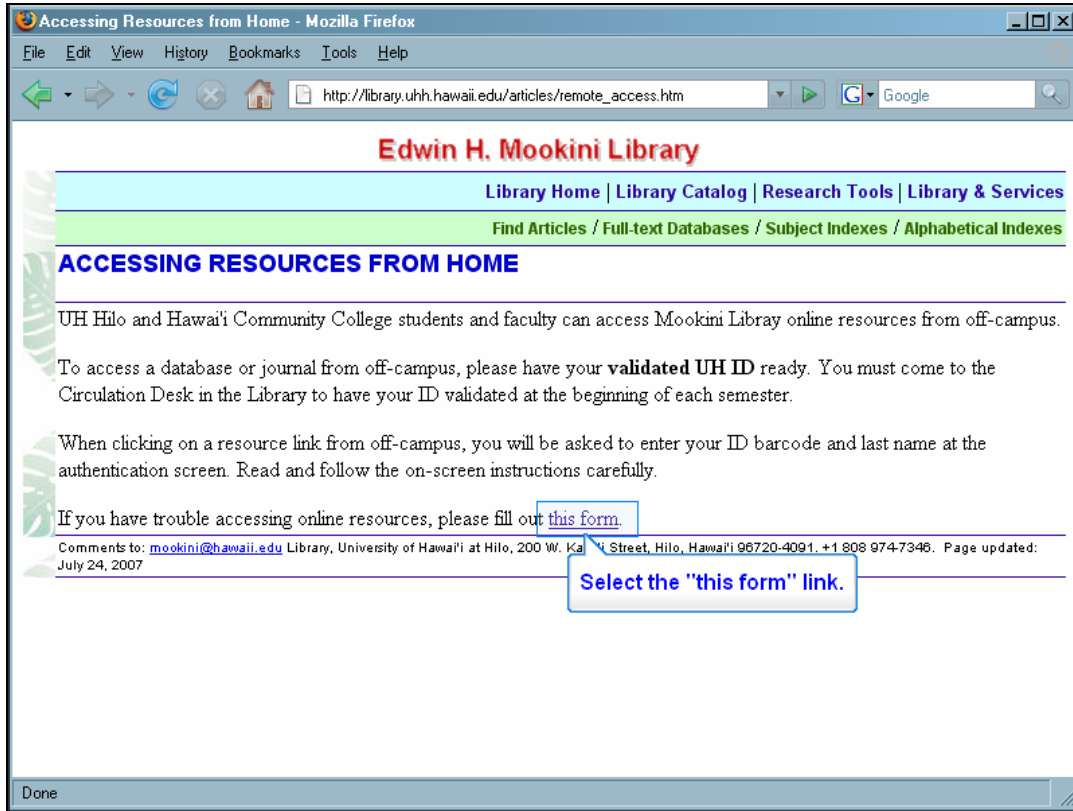 Accessing Resources from Home - Mozilla Firefox
File Edit View History Bookmarks Tools Help
http://library.uhh.hawaii.edu/articles/remote_access.htm
G Google
Edwin H. Mookini Library
Library Home | Library Catalog | Research Tools | Library & Services
Find Articles / Full-text Databases / Subject Indexes / Alphabetical Indexes
ACCESSING RESOURCES FROM HOME
UH Hilo and Hawai'i Community College students and faculty can access Mookini Libray online resources from off-campus.
To access a database or journal from off-campus, please have your validated UH ID ready. You must come to the
Circulation Desk in the Library to have your ID validated at the beginning of each semester.
When clicking on a resource link from off-campus, you will be asked to enter your ID barcode and last name at the
authentication screen. Read and follow the on-screen instructions carefully.
If you have trouble accessing online resources, please fill out this form.
Comments to: mookini@hawaii.edu Library, University of Hawai'i at Hilo, 200 W. Street, Hilo, Hawai'i 96720-4091. +1 808 974-7346. Page updated:
July 24, 2007
Select the "this form" link.
Done